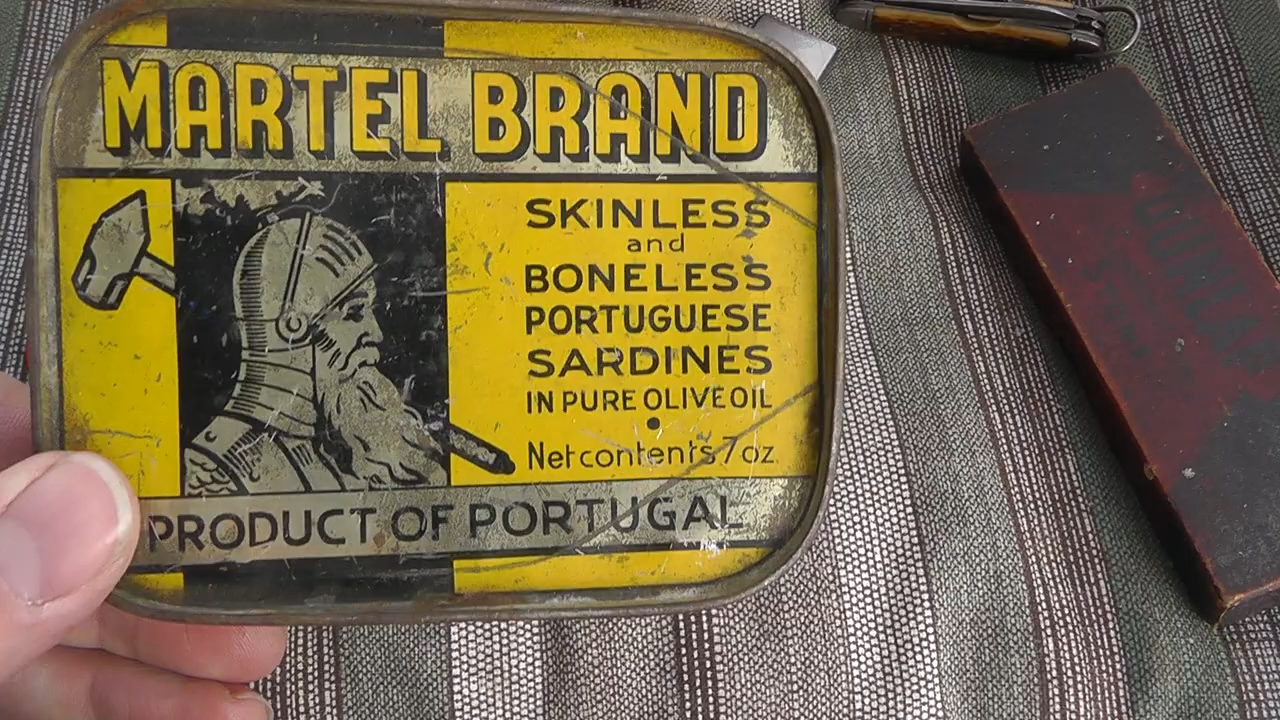 MARTEL BRAND
SKINLESS
and
BONELESS
PORTUGUESE
SARDINES
IN PURE OLIVE OIL
•
Net contents 7 oz
PRODUCT OF PORTUGAL